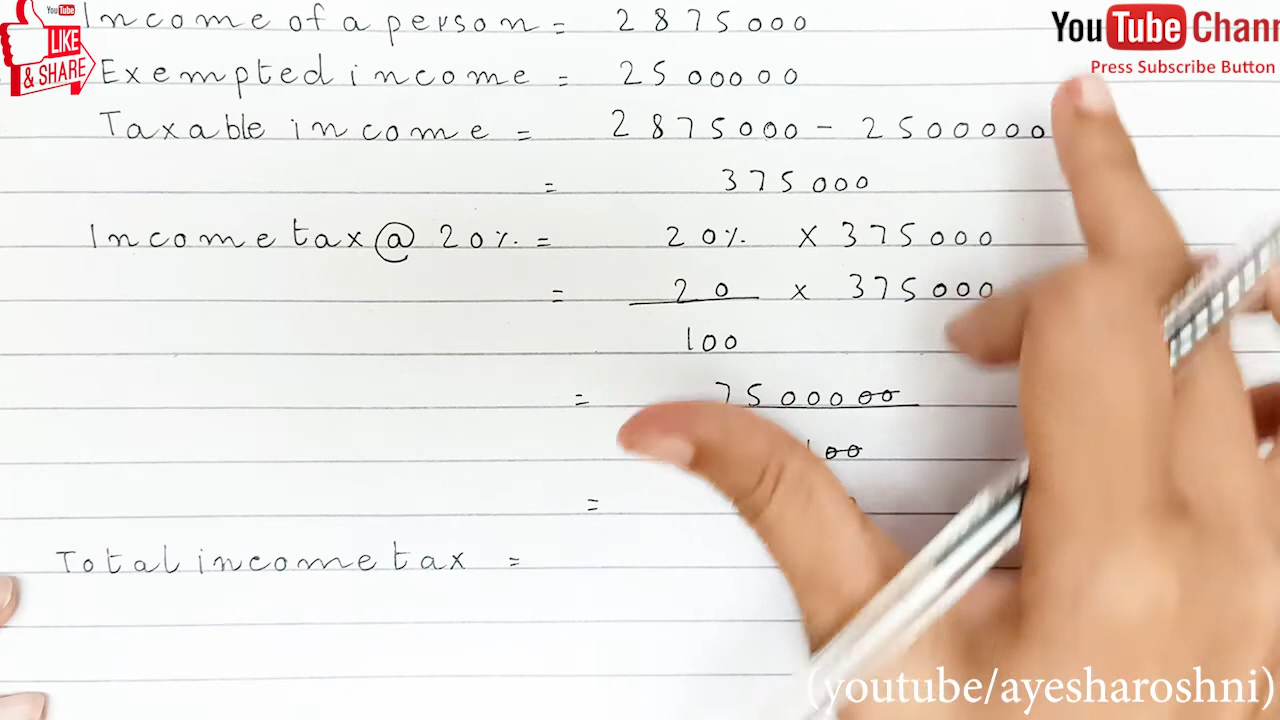 YouTube
LIKE
& SHARE
YouTube Chann
Press Subscribe Button
Income of a person = 2875000
Exempted income = 2500000
Taxable income = 2875000 - 2500000
= 375000
Income tax @ 20% = 20% x 375000
= 20 x 375000
100
= 7500000
100
=
Total income tax =
(youtube/ayesharoshni)